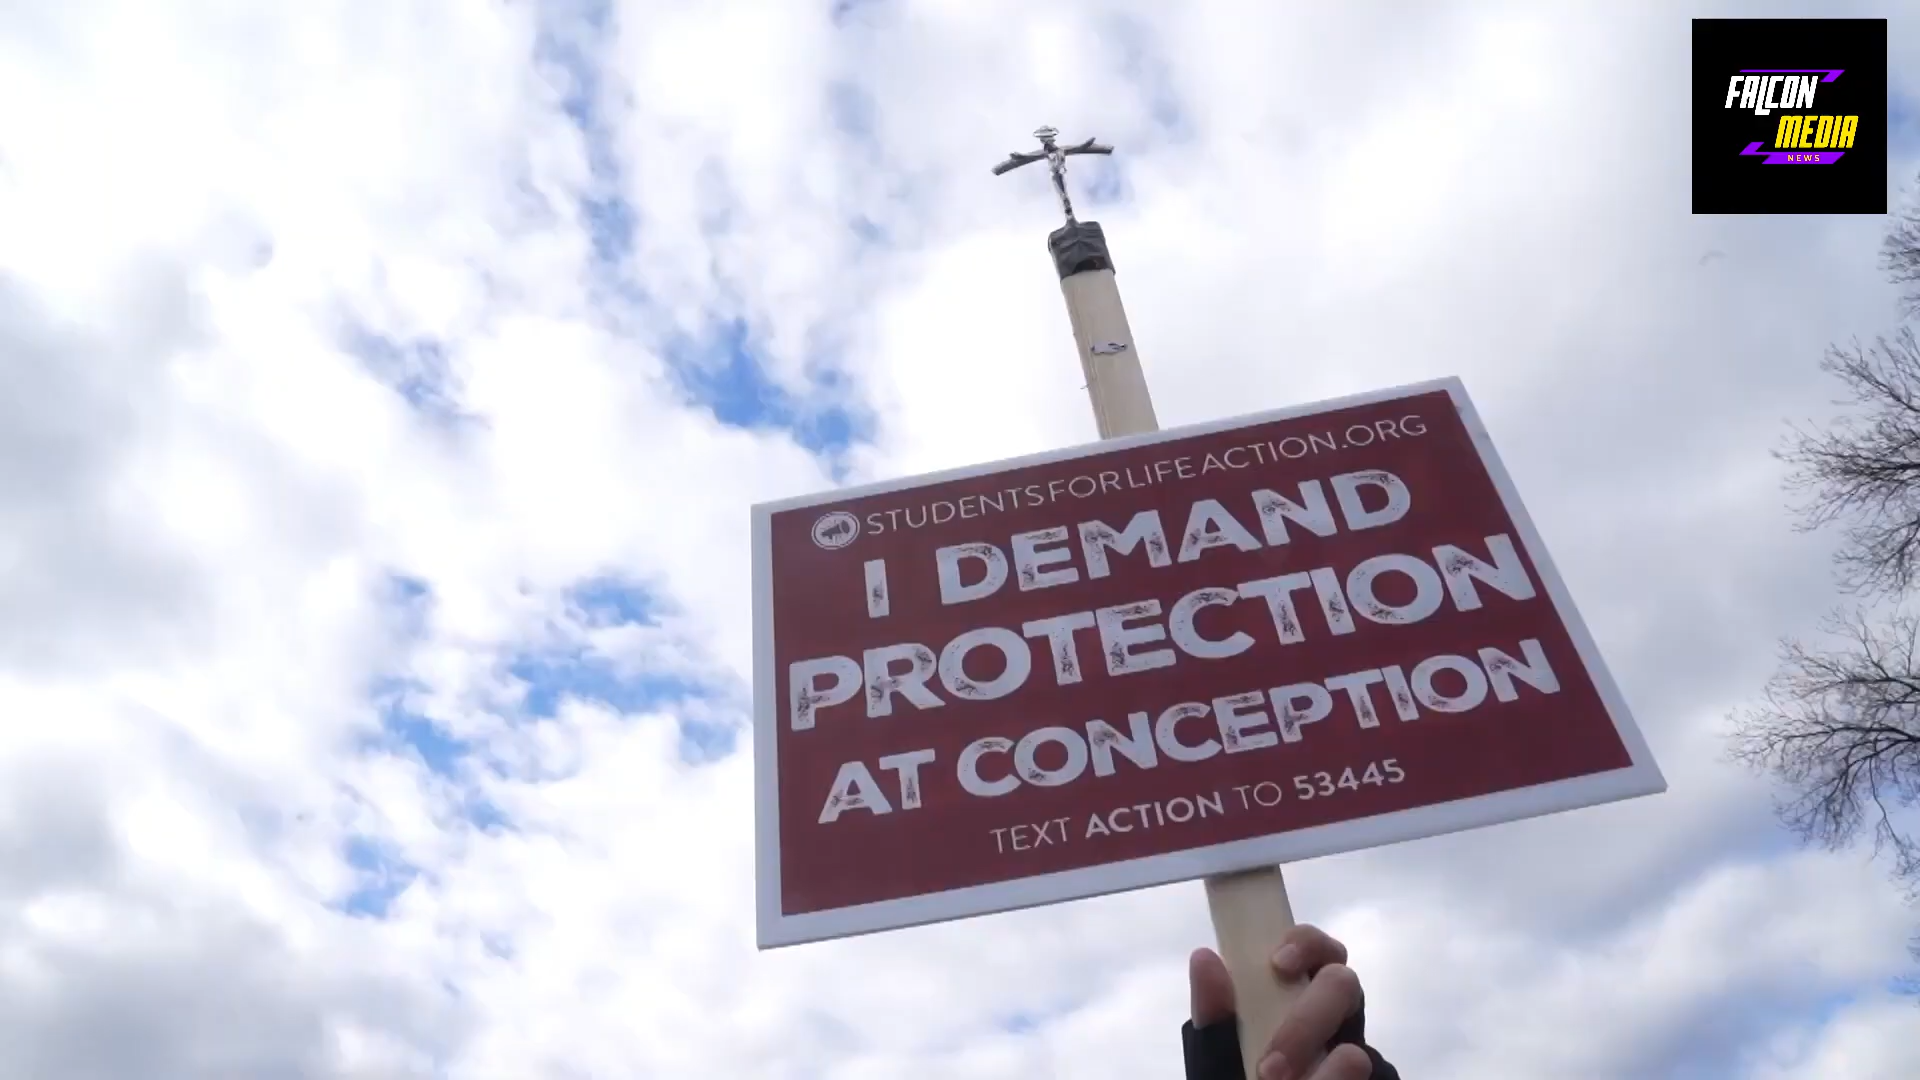 FALCON
MEDIA
NEWS
STUDENTSFORLIFEACTION.ORG
I DEMAND
PROTECTION
AT CONCEPTION
TEXT ACTION TO 53445